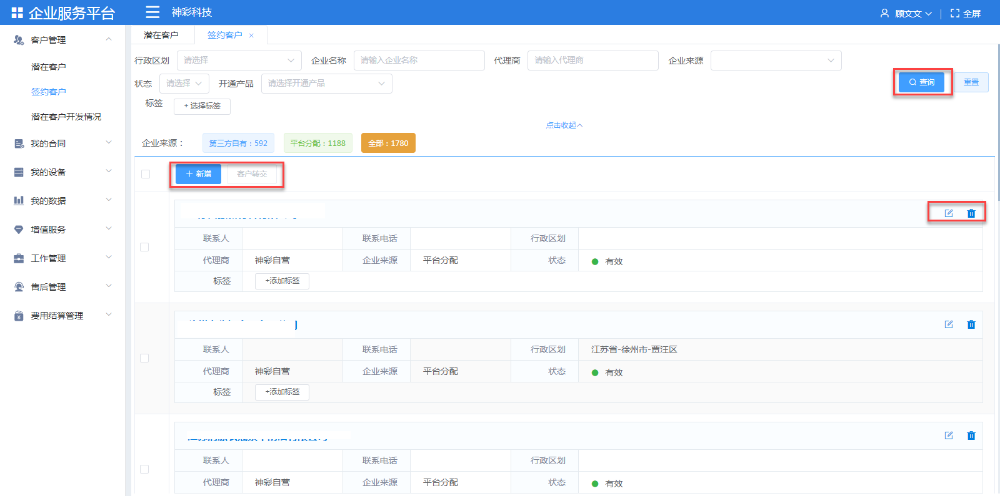 企业服务平台
神彩科技
顾文文
全屏
客户管理
潜在客户
签约客户
潜在客户开发情况
我的合同
我的设备
我的数据
增值服务
工作管理
售后管理
费用结算管理
潜在客户
签约客户
行政区划 请选择 企业名称 请输入企业名称 代理商 请输入代理商 企业来源
状态 请选择 开通产品 请选择开通产品 查询 重置
标签 + 选择标签
点击收起
企业来源： 第三方自有：592 平台分配：1188 全部：1780
新增 客户转交
联系人 联系电话 行政区划
代理商 神彩自营 企业来源 平台分配 状态 有效
标签 +添加标签
联系人 联系电话 行政区划 江苏省-徐州市-贾汪区
代理商 神彩自营 企业来源 平台分配 状态 有效
标签 +添加标签
联系人 联系电话 行政区划
代理商 神彩自营 企业来源 平台分配 状态 有效